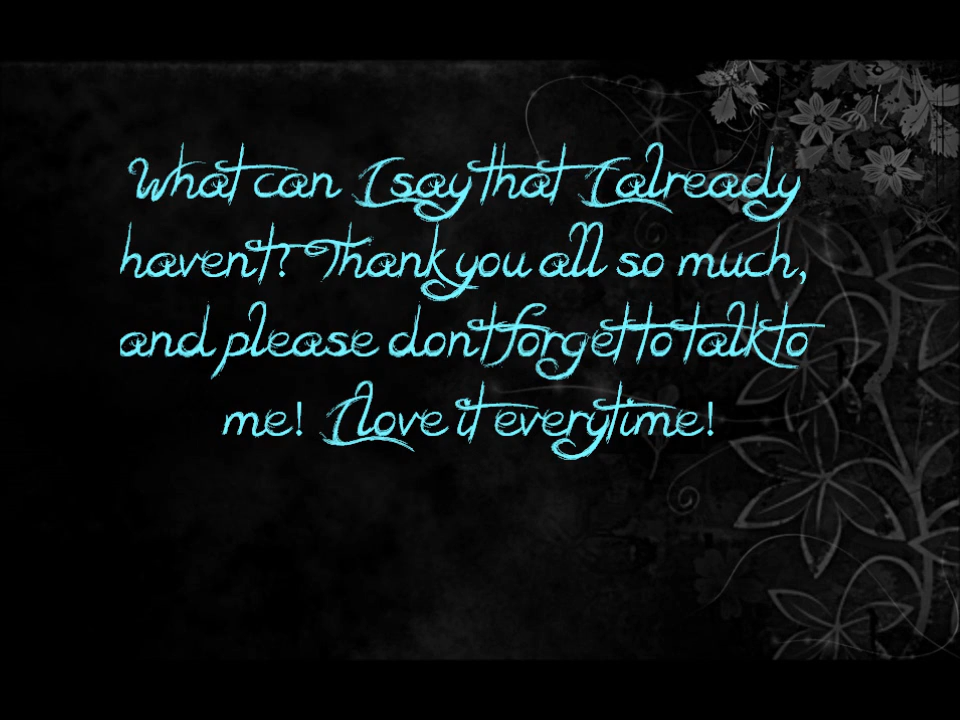 What can I say that I already
haven't? Thank you all so much,
and please don't forget to talk to
me! I love it everytime!